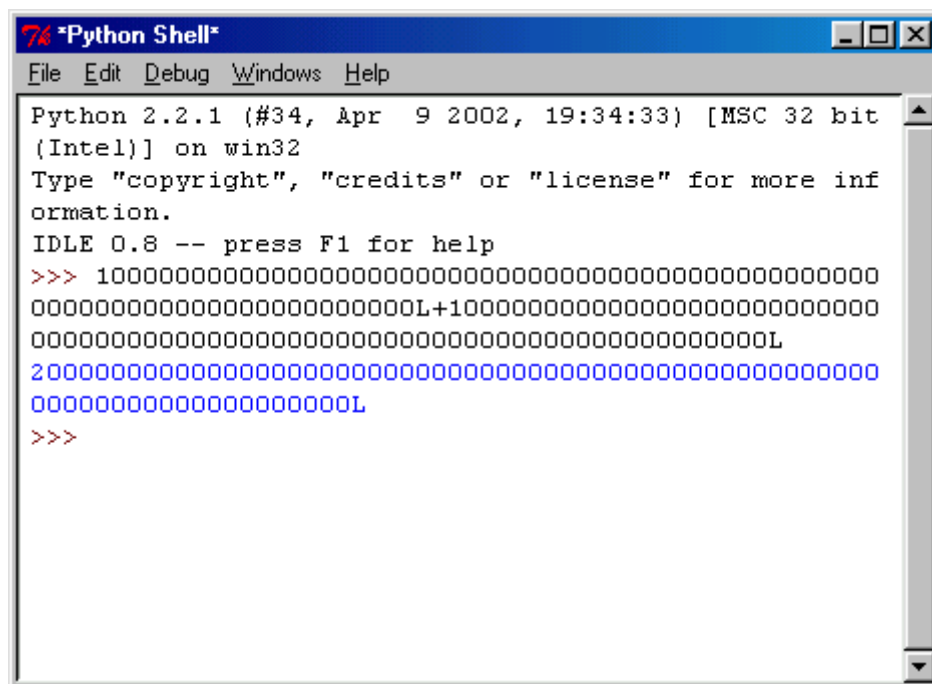 *Python Shell*
File Edit Debug Windows Help
Python 2.2.1 (#34, Apr  9 2002, 19:34:33) [MSC 32 bit
(Intel)] on win32
Type "copyright", "credits" or "license" for more inf
ormation.
IDLE 0.8 -- press F1 for help
>>> 1000000000000000000000000000000000000000000000000
000000000000000000000000L+100000000000000000000000000
0000000000000000000000000000000000000000000000L
20000000000000000000000000000000000000000000000000000
00000000000000000000L
>>>